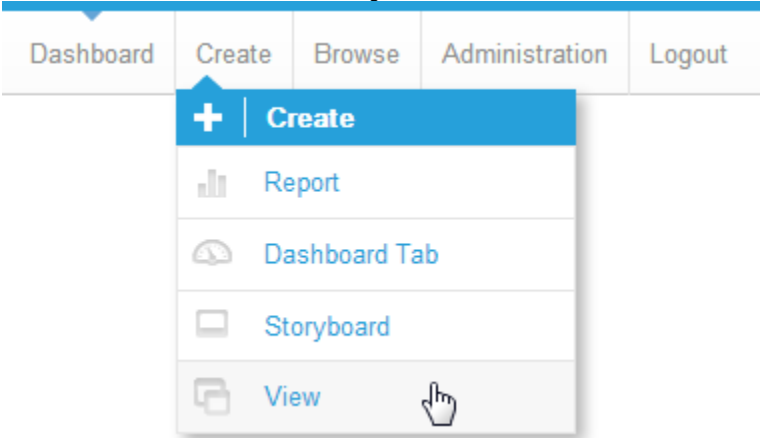 Dashboard Create Browse Administration Logout
Create
Report
Dashboard Tab
Storyboard
View